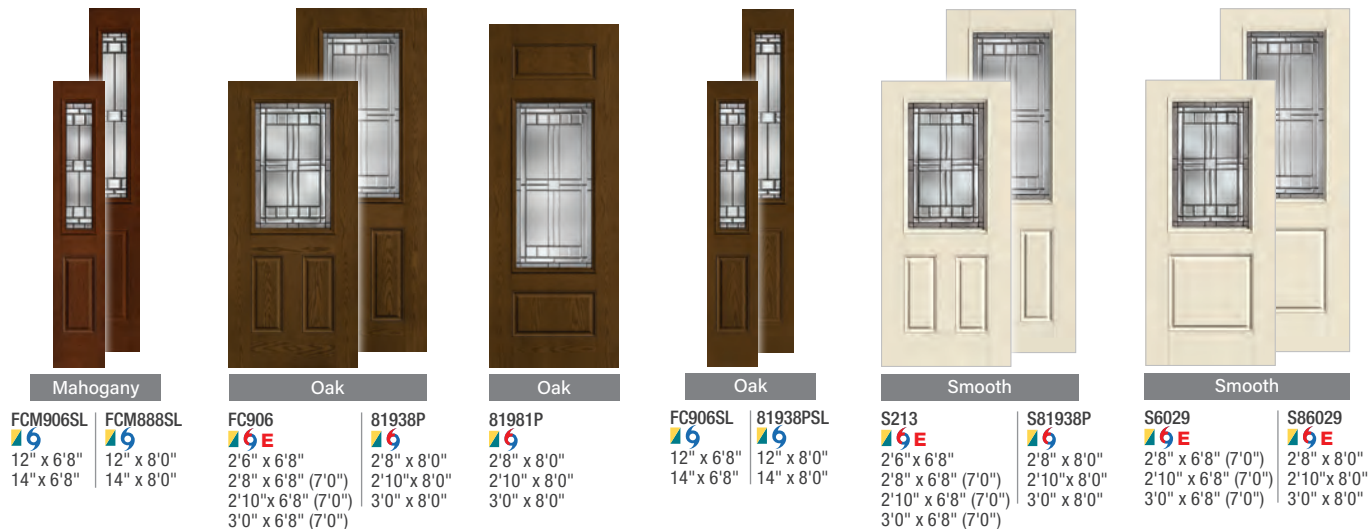 Mahogany
FCM906SL
12" x 6'8"
14"x 6'8"
FCM888SL
12" x 8'0"
14" x 8'0"
Oak
FC906
E
2'6" x 6'8"
2'8" x 6'8" (7'0")
2'10"x 6'8" (7'0")
3'0" x 6'8" (7'0")
81938P
2'8" x 8'0"
2'10"x 8'0"
3'0" x 8'0"
Oak
81981P
2'8" x 8'0"
2'10" x 8'0"
3'0" x 8'0"
Oak
FC906SL
12" x 6'8"
14" x 6'8"
81938PSL
12" x 8'0"
14" x 8'0"
Smooth
S213
E
2'6"x 6'8"
2'8" x 6'8" (7'0")
2'10" x 6'8" (7'0")
3'0" x 6'8" (7'0")
S81938P
2'8" x 8'0"
2'10"x 8'0"
3'0" x 8'0"
Smooth
S6029
E
2'8" x 6'8" (7'0")
2'10" x 6'8" (7'0")
3'0" x 6'8" (7'0")
S86029
E
2'8" x 8'0"
2'10"x 8'0"
3'0" x 8'0"